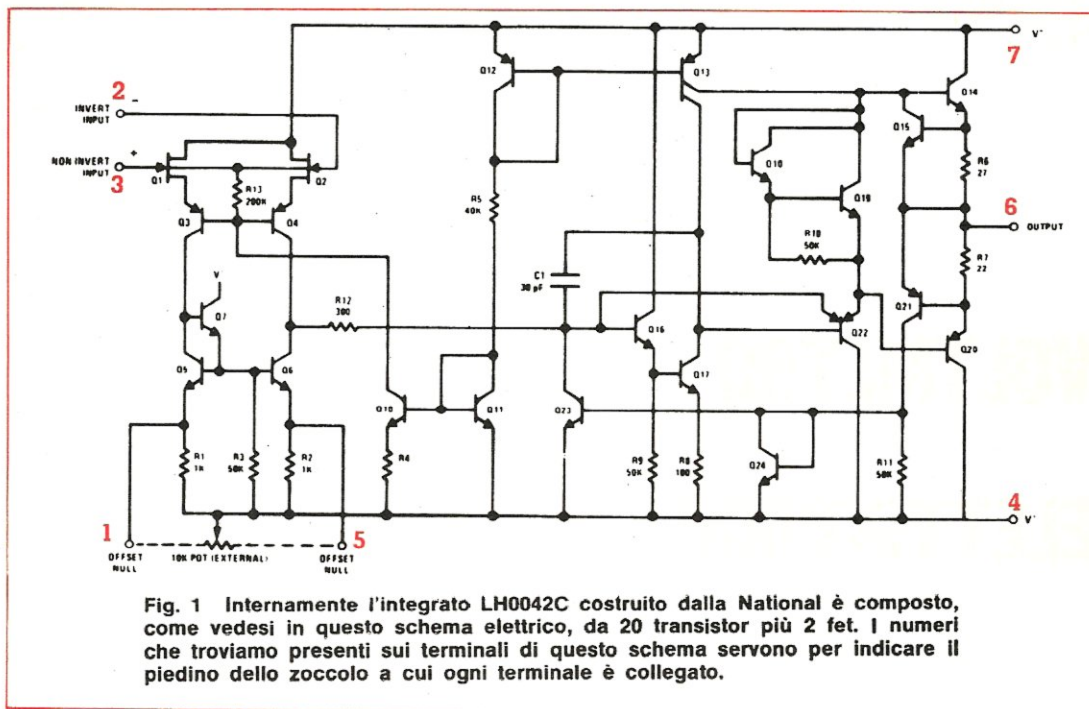 V+
7
Q12
Q13
Q14
2
INVERT
INPUT
-
Q15
NON INVERT
INPUT
+
3
Q1
Q2
R13
200K
Q18
R6
27
Q3
Q4
R5
40K
Q19
6
OUTPUT
R10
50K
R7
22
C1
30 pF
V
Q7
R12
300
Q21
Q16
Q22
Q20
Q5
Q6
Q17
Q10
Q11
Q23
Q24
R1
1K
R3
50K
R2
1K
R4
R9
50K
R8
100
R11
50K
4
V-
1
5
OFFSET
NULL
10K POT (EXTERNAL)
OFFSET
NULL
Fig. 1 Internamente l'integrato LH0042C costruito dalla National è composto,
come vedesi in questo schema elettrico, da 20 transistor più 2 fet. I numeri
che troviamo presenti sui terminali di questo schema servono per indicare il
piedino dello zoccolo a cui ogni terminale è collegato.